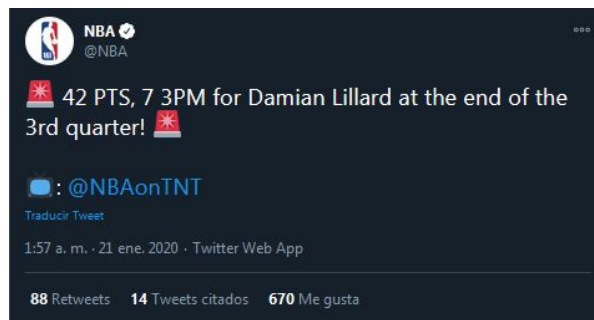 NBA
@NBA
🚨 42 PTS, 7 3PM for Damian Lillard at the end of the
3rd quarter! 🚨
📺: @NBAonTNT
Traducir Tweet
1:57 a. m. · 21 ene. 2020 · Twitter Web App
88 Retweets 14 Tweets citados 670 Me gusta